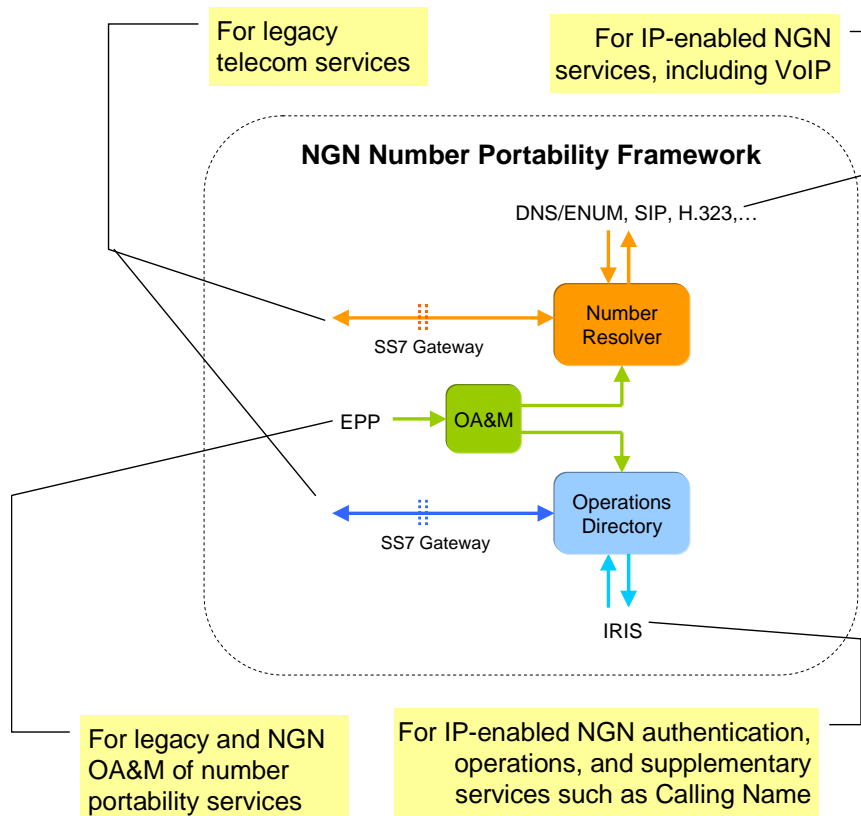 For legacy
telecom services
For IP-enabled NGN
services, including VoIP
NGN Number Portability Framework
DNS/ENUM, SIP, H.323,…
Number
Resolver
SS7 Gateway
EPP
OA&M
Operations
Directory
SS7 Gateway
IRIS
For legacy and NGN
OA&M of number
portability services
For IP-enabled NGN authentication,
operations, and supplementary
services such as Calling Name